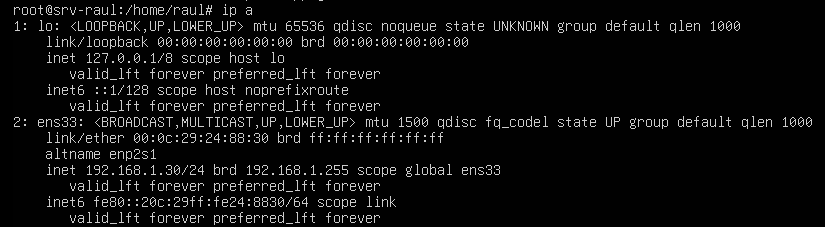 root@srv-raul:/home/raul# ip a
1: lo: <LOOPBACK,UP,LOWER_UP> mtu 65536 qdisc noqueue state UNKNOWN group default qlen 1000
link/loopback 00:00:00:00:00:00 brd 00:00:00:00:00:00
inet 127.0.0.1/8 scope host lo
valid_lft forever preferred_lft forever
inet6 ::1/128 scope host noprefixroute
valid_lft forever preferred_lft forever
2: ens33: <BROADCAST,MULTICAST,UP,LOWER_UP> mtu 1500 qdisc fq_codel state UP group default qlen 1000
link/ether 00:0c:29:24:88:30 brd ff:ff:ff:ff:ff:ff
altname enp2s1
inet 192.168.1.30/24 brd 192.168.1.255 scope global ens33
valid_lft forever preferred_lft forever
inet6 fe80::20c:29ff:fe24:8830/64 scope link
valid_lft forever preferred_lft forever